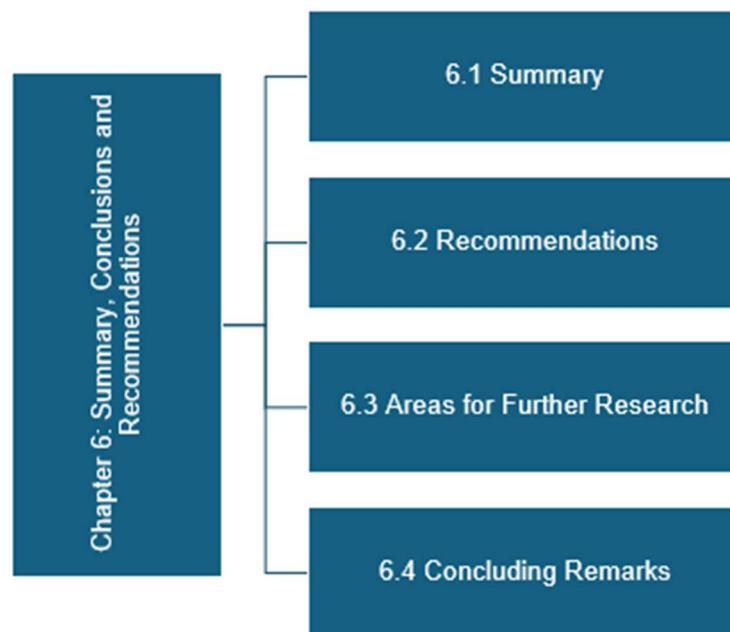 Chapter 6: Summary, Conclusions and
Recommendations
6.1 Summary
6.2 Recommendations
6.3 Areas for Further Research
6.4 Concluding Remarks